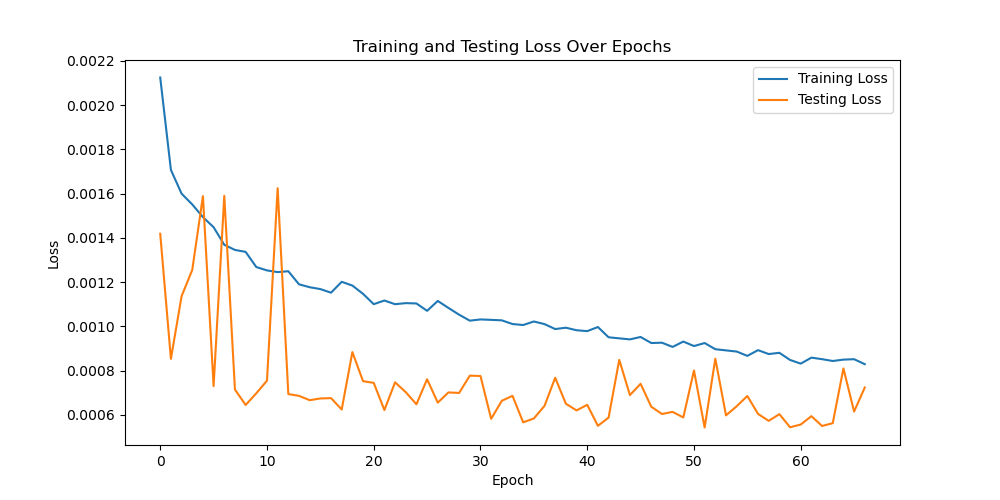 Training and Testing Loss Over Epochs
Training Loss
Testing Loss
Loss
0.0022
0.0020
0.0018
0.0016
0.0014
0.0012
0.0010
0.0008
0.0006
0 10 20 30 40 50 60
Epoch